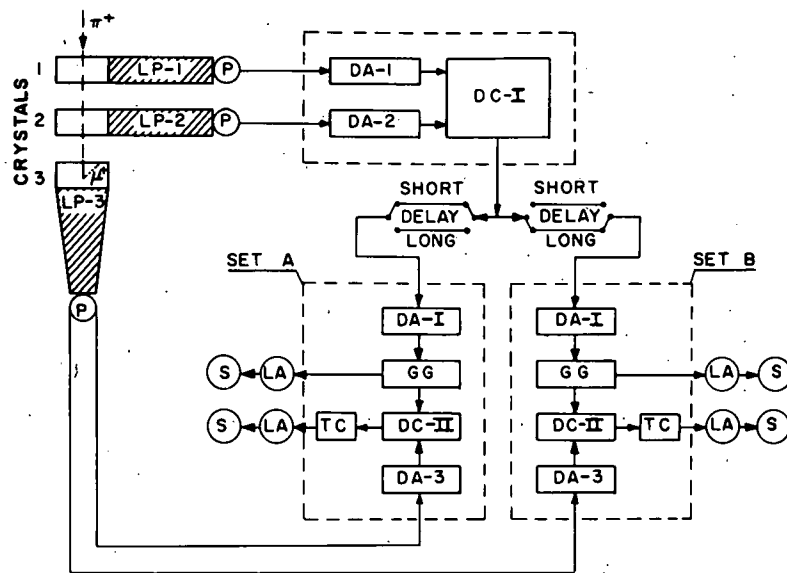 π+
CRYSTALS
1 LP-1 P
2 LP-2 P
3 μ
LP-3
P
DA-1
DA-2
DC-I
SHORT
DELAY
LONG
SHORT
DELAY
LONG
SET A
SET B
DA-I
GG
S LA
S LA TC DC-II
DA-3
DA-I
GG
LA S
DC-II TC LA S
DA-3